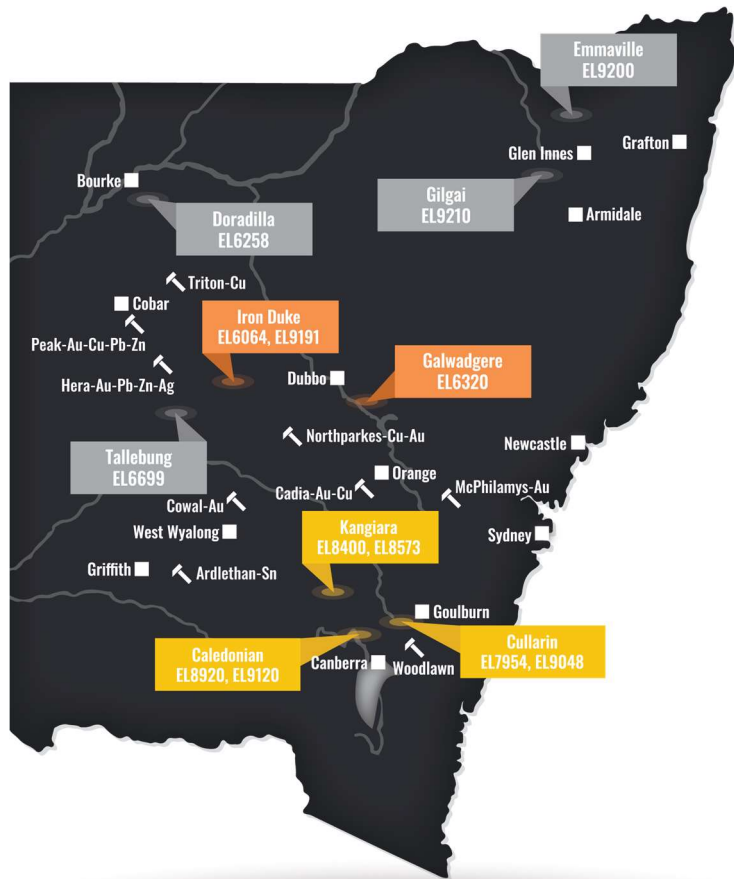 Emmaville
EL9200
Glen Innes
Grafton
Bourke
Gilgai
EL9210
Doradilla
EL6258
Armidale
Triton-Cu
Cobar
Iron Duke
EL6064, EL9191
Peak-Au-Cu-Pb-Zn
Galwadgere
EL6320
Hera-Au-Pb-Zn-Ag
Dubbo
Northparkes-Cu-Au
Newcastle
Tallebung
EL6699
Orange
Cadia-Au-Cu
McPhilamys-Au
Cowal-Au
Kangiara
EL8400, EL8573
West Wyalong
Sydney
Griffith
Ardlethan-Sn
Goulburn
Caledonian
EL8920, EL9120
Canberra
Woodlawn
Cullarin
EL7954, EL9048